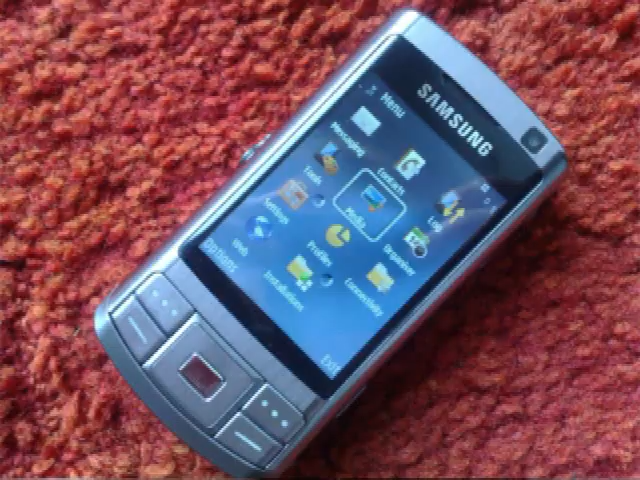 SAMSUNG
Menu
Messaging
Contacts
Log
Tools
Media
Organiser
Settings
Profiles
Connectivity
Web
Installations
Options
Exit